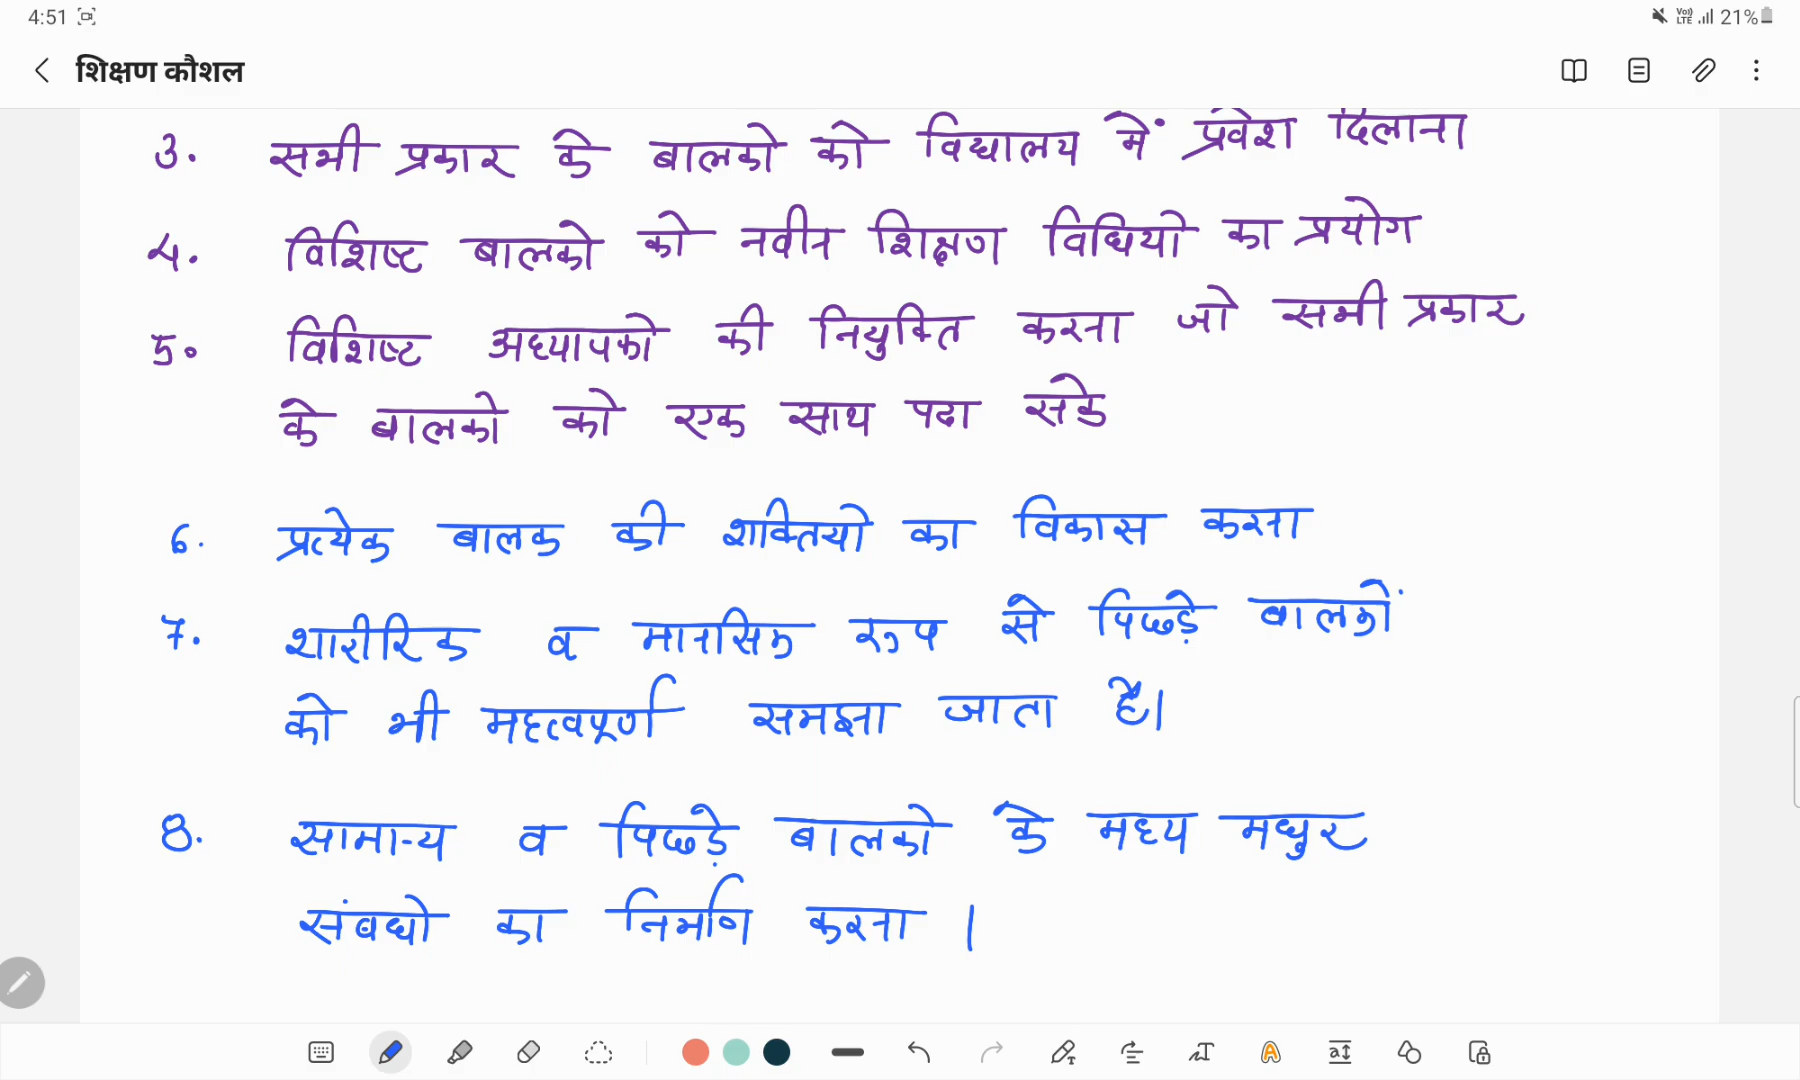 4:51
21%
शिक्षण कौशल
3. सभी प्रकार के बालको को विद्यालय में प्रवेश दिलाना
4. विशिष्ट बालको को नवीन शिक्षण विधियो का प्रयोग
5. विशिष्ट अध्यापको की नियुक्ति करना जो सभी प्रकार
के बालको को एक साथ पढा सके
6. प्रत्येक बालक की शक्तियो का विकास करना
7. शारीरिक व मानसिक रूप से पिछड़े बालकों
को भी महत्वपूर्ण समझा जाता है।
8. सामान्य व पिछड़े बालको के मध्य मधुर
संबधो का निर्माण करना ।